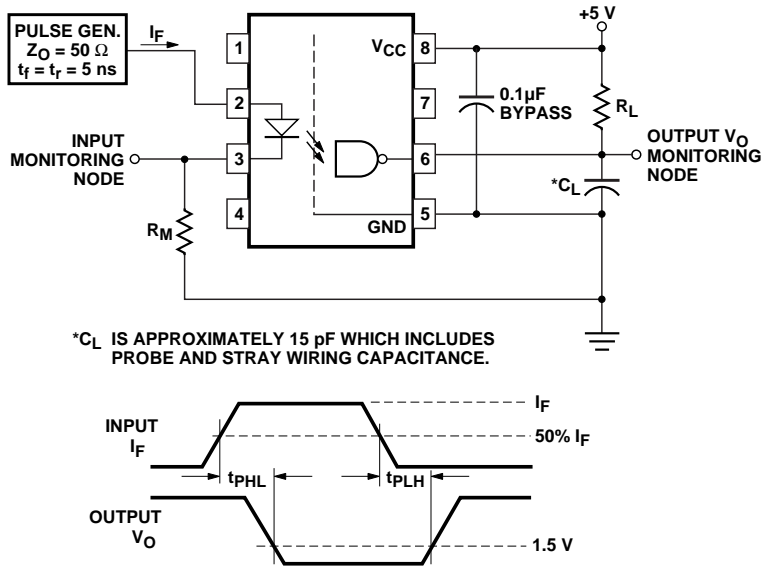 PULSE GEN.
Z_O = 50 Ω
t_f = t_r = 5 ns
I_F
+5 V
1
V_CC
8
2
7
0.1µF
BYPASS
R_L
INPUT
MONITORING
NODE
3
6
OUTPUT V_O
MONITORING
NODE
*C_L
4
GND
5
R_M
*C_L IS APPROXIMATELY 15 pF WHICH INCLUDES
PROBE AND STRAY WIRING CAPACITANCE.
INPUT
I_F
I_F
50% I_F
t_PHL
t_PLH
OUTPUT
V_O
1.5 V